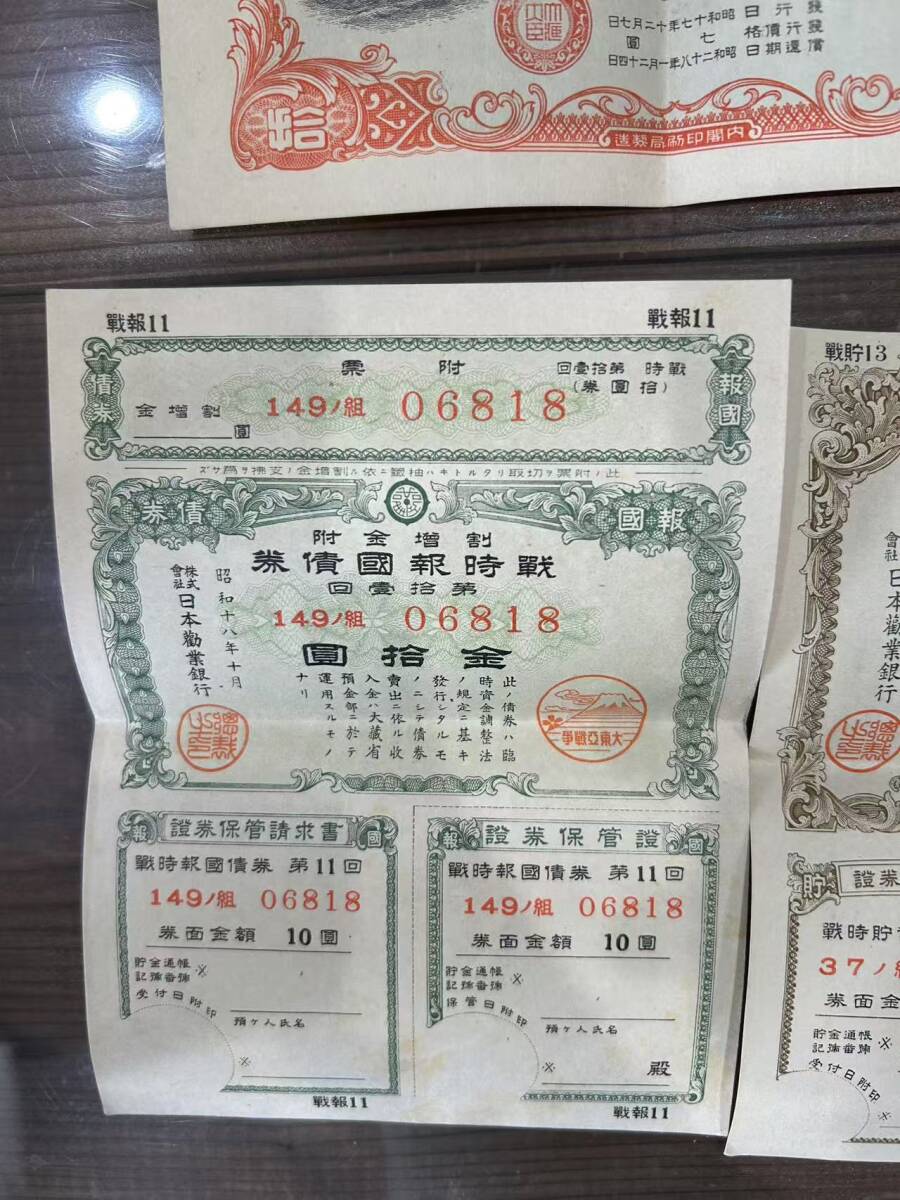 發行日 昭和十七年十二月七日
發行價格 七圓
償還期日 昭和二十八年一月二十四日
拾
内閣印刷局製造
戰報11
戰報11
報國
債券
戰時 第拾壹回
(拾圓券)
附票
149ノ組 06818
割增金
圓
此ノ附票ヲ切取リタルトキハ抽籤ニ依ル割增金ノ支拂ヲ爲サズ
報國
債券
割增金附
戰時報國債券
第拾壹回
149ノ組 06818
金拾圓
此ノ債券ハ臨
時資金調整法
ノ規定ニ基キ
發行シタルモ
ノニシテ債券
賣出ニ依ル收
入金ハ大藏省
預金部ニ於テ
運用スルモノ
ナリ
昭和十八年十月
株式會社日本勸業銀行
大東亞戰爭
報國
證券保管請求書
戰時報國債券 第11回
149ノ組 06818
券面金額 10圓
貯金通帳
記號番號
※
受付日附印
預ケ人氏名
※
戰報11
報國
證券保管證
戰時報國債券 第11回
149ノ組 06818
券面金額 10圓
貯金通帳
記號番號
※
保管日附印
預ケ人氏名
※
殿
戰報11
戰貯13
會社
日本勸業銀行
貯
證券
戰時貯
37ノ組
券面金
貯金通帳
記號番號
※
受付日附印
※